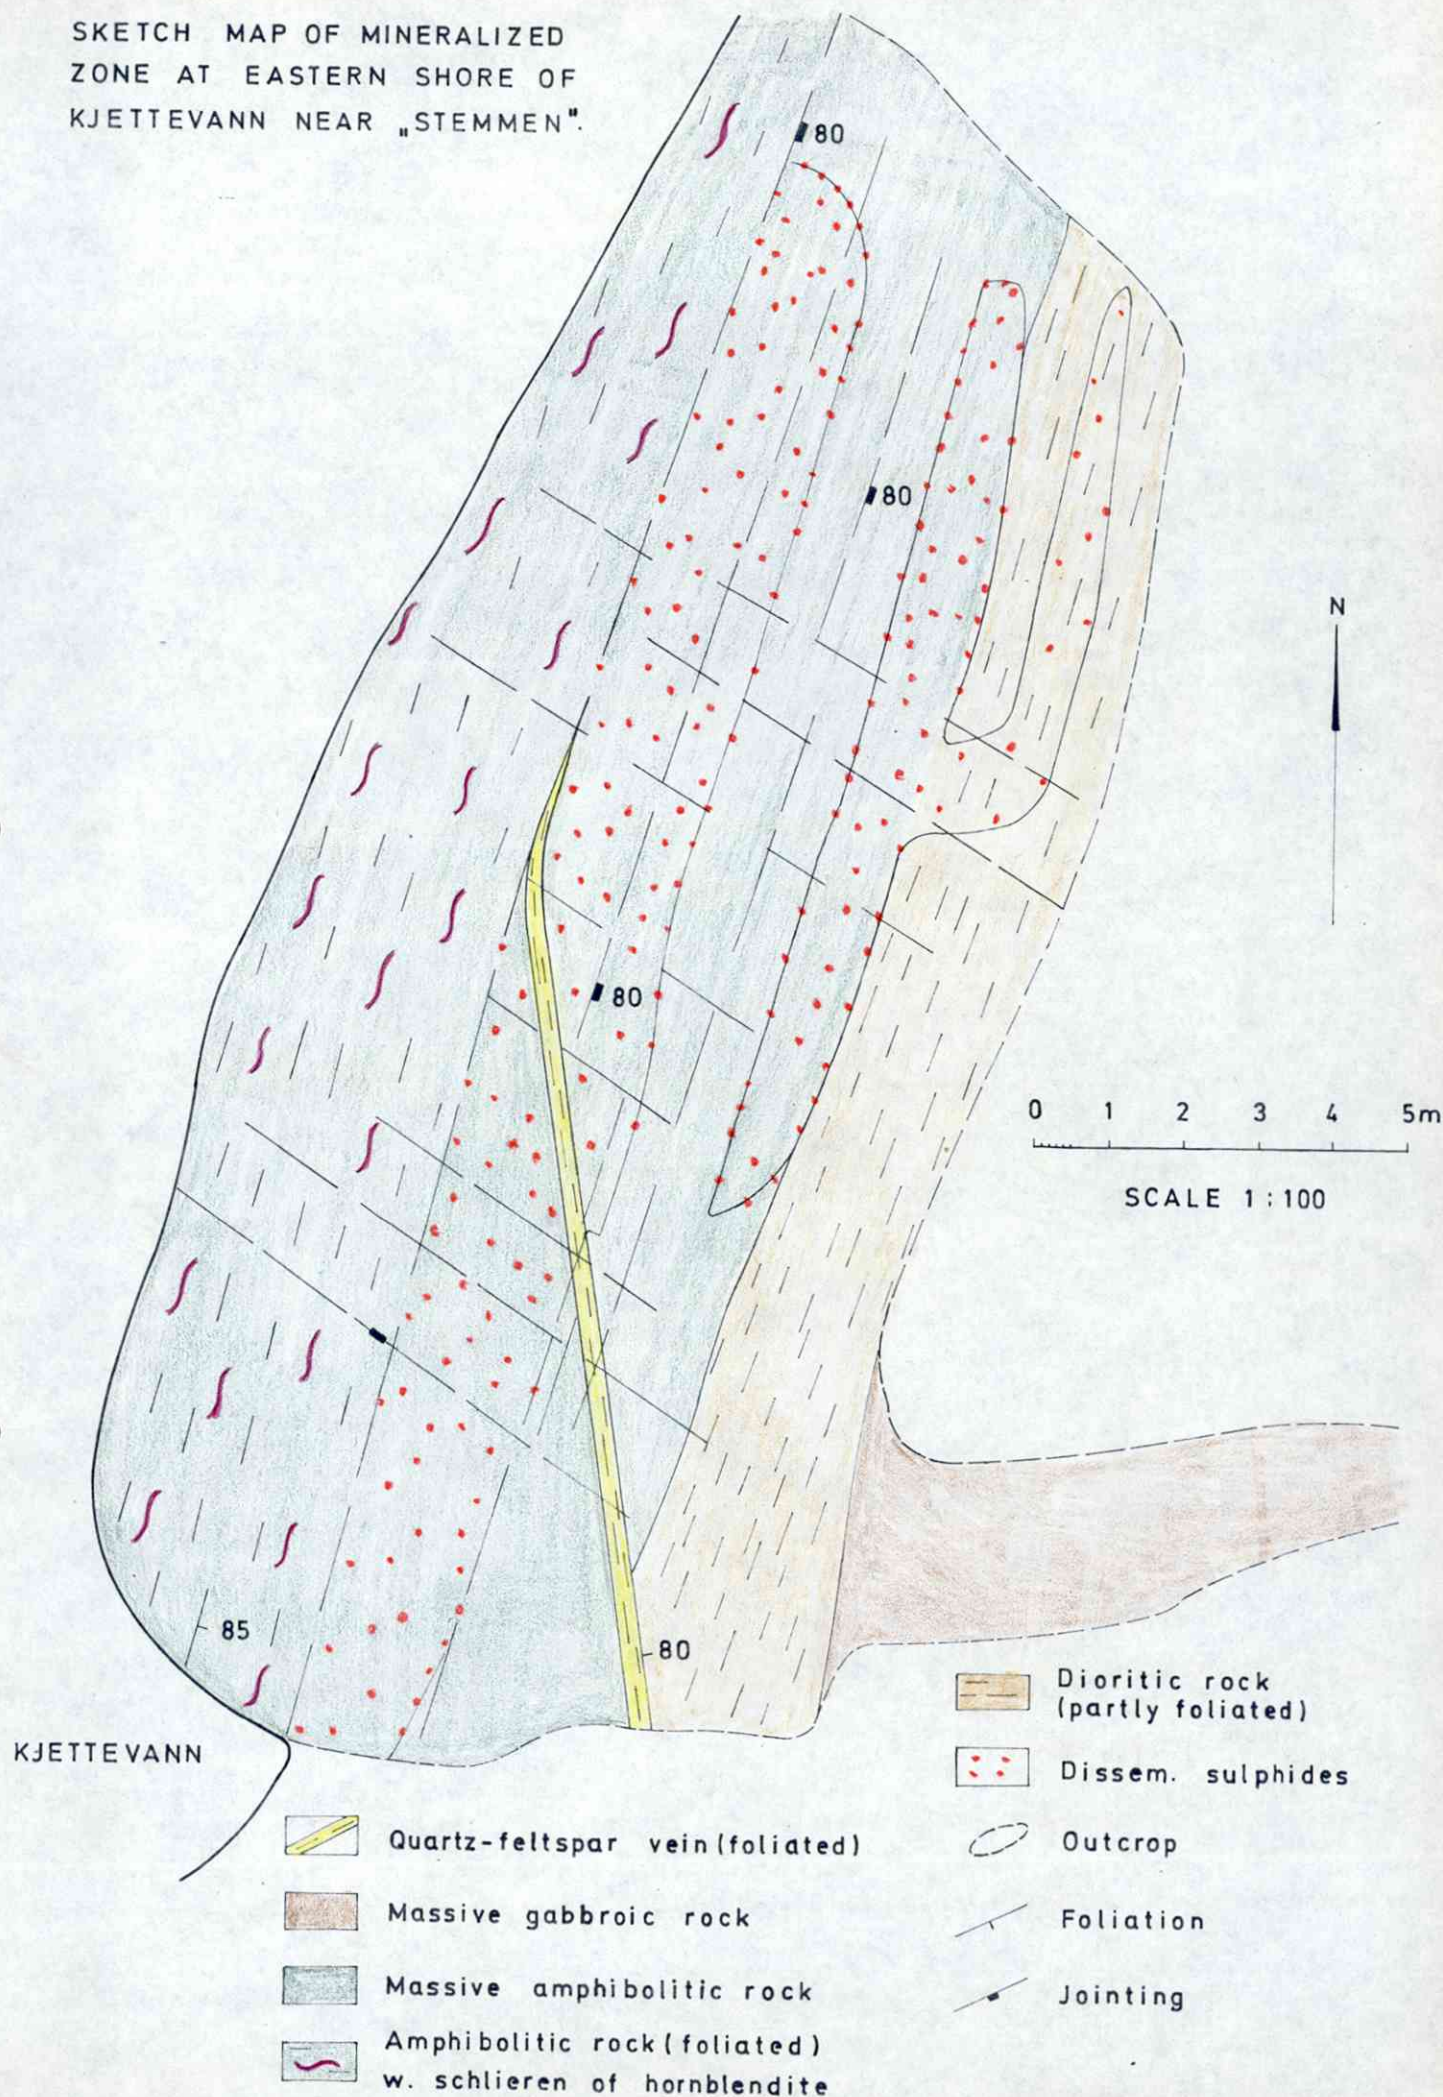 SKETCH MAP OF MINERALIZED
ZONE AT EASTERN SHORE OF
KJETTEVANN NEAR „STEMMEN".
80
80
N
80
0 1 2 3 4 5m
SCALE 1:100
85
80
KJETTEVANN
Dioritic rock
(partly foliated)
Dissem. sulphides
Quartz-feltspar vein (foliated)
Outcrop
Massive gabbroic rock
Foliation
Massive amphibolitic rock
Jointing
Amphibolitic rock (foliated)
w. schlieren of hornblendite